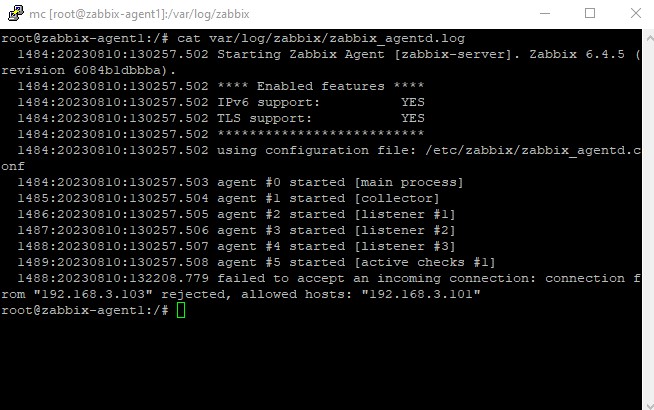 mc [root@zabbix-agent1]:/var/log/zabbix
root@zabbix-agent1:/# cat var/log/zabbix/zabbix_agentd.log
1484:20230810:130257.502 Starting Zabbix Agent [zabbix-server]. Zabbix 6.4.5 (
revision 6084b1dbbba).
1484:20230810:130257.502 **** Enabled features ****
1484:20230810:130257.502 IPv6 support:          YES
1484:20230810:130257.502 TLS support:           YES
1484:20230810:130257.502 **************************
1484:20230810:130257.502 using configuration file: /etc/zabbix/zabbix_agentd.c
onf
1484:20230810:130257.503 agent #0 started [main process]
1485:20230810:130257.504 agent #1 started [collector]
1486:20230810:130257.505 agent #2 started [listener #1]
1487:20230810:130257.506 agent #3 started [listener #2]
1488:20230810:130257.507 agent #4 started [listener #3]
1489:20230810:130257.508 agent #5 started [active checks #1]
1488:20230810:132208.779 failed to accept an incoming connection: connection f
rom "192.168.3.103" rejected, allowed hosts: "192.168.3.101"
root@zabbix-agent1:/#